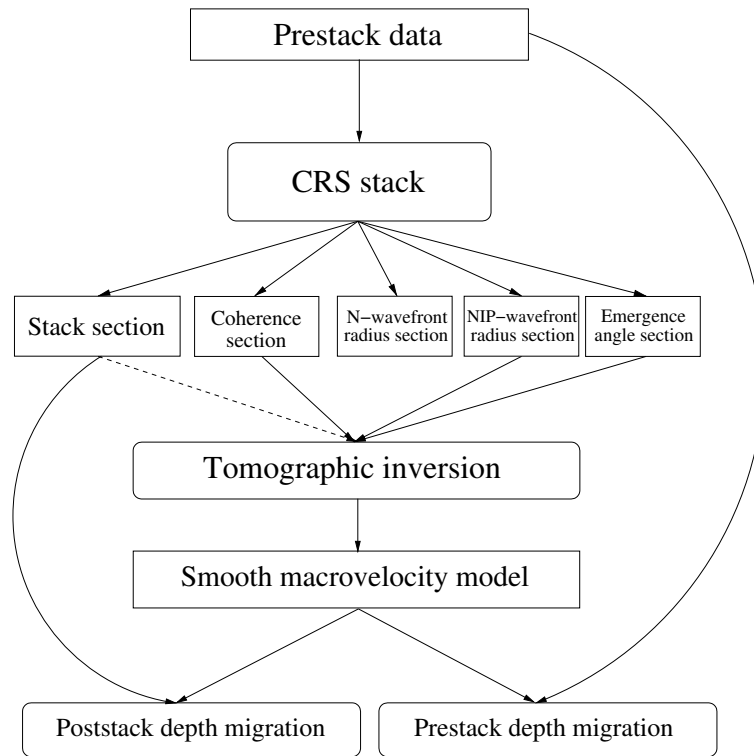 Prestack data
CRS stack
Stack section
Coherence
section
N−wavefront
radius section
NIP−wavefront
radius section
Emergence
angle section
Tomographic inversion
Smooth macrovelocity model
Poststack depth migration
Prestack depth migration